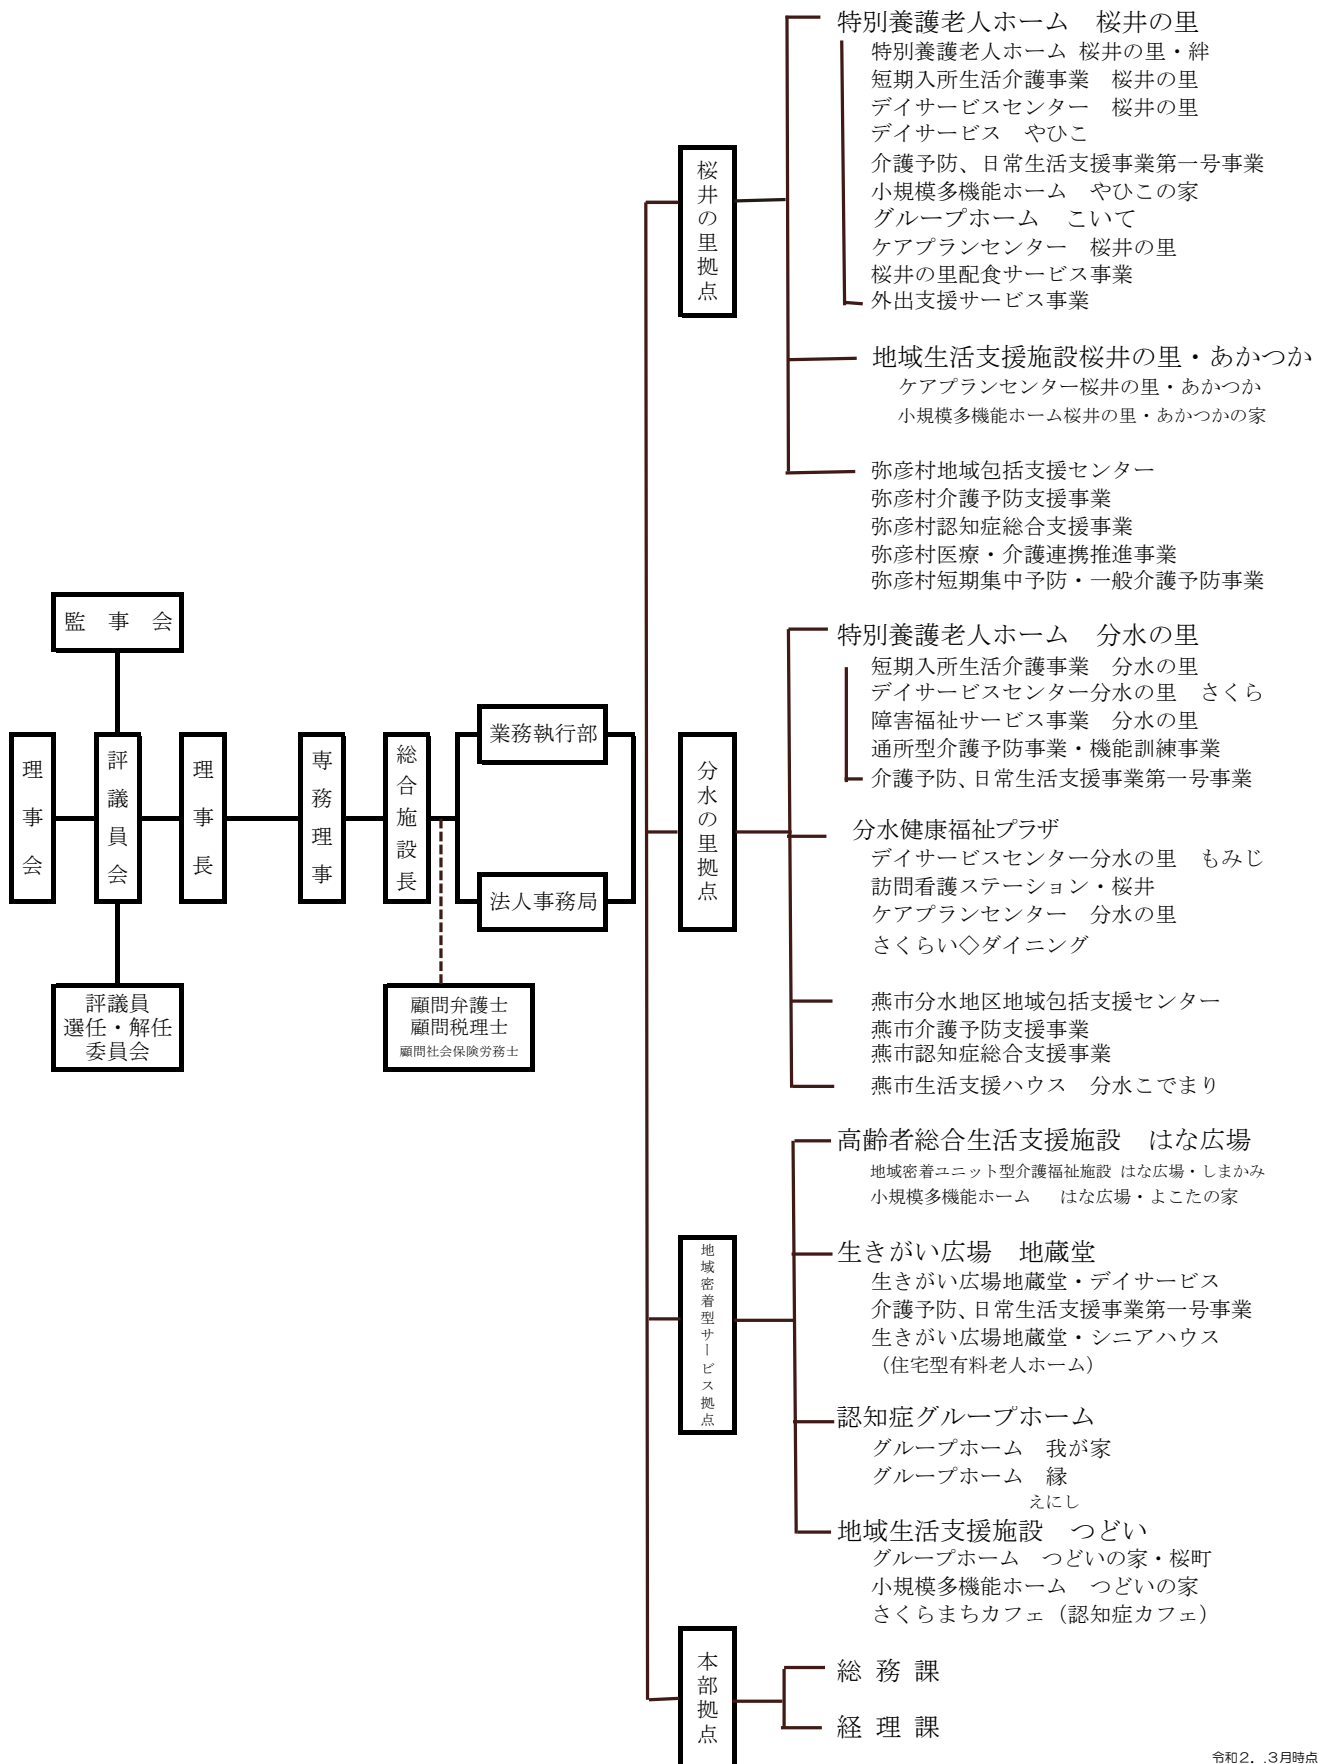 監　事　会
理事会
評議員会
理事長
専務理事
総合施設長
業務執行部
法人事務局
評議員
選任・解任
委員会
顧問弁護士
顧問税理士
顧問社会保険労務士
桜井の里拠点
特別養護老人ホーム　桜井の里
特別養護老人ホーム 桜井の里・絆
短期入所生活介護事業　桜井の里
デイサービスセンター　桜井の里
デイサービス　やひこ
介護予防、日常生活支援事業第一号事業
小規模多機能ホーム　やひこの家
グループホーム　こいて
ケアプランセンター　桜井の里
桜井の里配食サービス事業
外出支援サービス事業
地域生活支援施設桜井の里・あかつか
ケアプランセンター桜井の里・あかつか
小規模多機能ホーム桜井の里・あかつかの家
弥彦村地域包括支援センター
弥彦村介護予防支援事業
弥彦村認知症総合支援事業
弥彦村医療・介護連携推進事業
弥彦村短期集中予防・一般介護予防事業
分水の里拠点
特別養護老人ホーム　分水の里
短期入所生活介護事業　分水の里
デイサービスセンター分水の里　さくら
障害福祉サービス事業　分水の里
通所型介護予防事業・機能訓練事業
介護予防、日常生活支援事業第一号事業
分水健康福祉プラザ
デイサービスセンター分水の里　もみじ
訪問看護ステーション・桜井
ケアプランセンター　分水の里
さくらい◇ダイニング
燕市分水地区地域包括支援センター
燕市介護予防支援事業
燕市認知症総合支援事業
燕市生活支援ハウス　分水こでまり
地域密着型サービス拠点
高齢者総合生活支援施設　はな広場
地域密着ユニット型介護福祉施設 はな広場・しまかみ
小規模多機能ホーム　はな広場・よこたの家
生きがい広場　地蔵堂
生きがい広場地蔵堂・デイサービス
介護予防、日常生活支援事業第一号事業
生きがい広場地蔵堂・シニアハウス
（住宅型有料老人ホーム）
認知症グループホーム
グループホーム　我が家
グループホーム　縁
えにし
地域生活支援施設　つどい
グループホーム　つどいの家・桜町
小規模多機能ホーム　つどいの家
さくらまちカフェ（認知症カフェ）
本部拠点
総 務 課
経 理 課
令和２．.３月時点